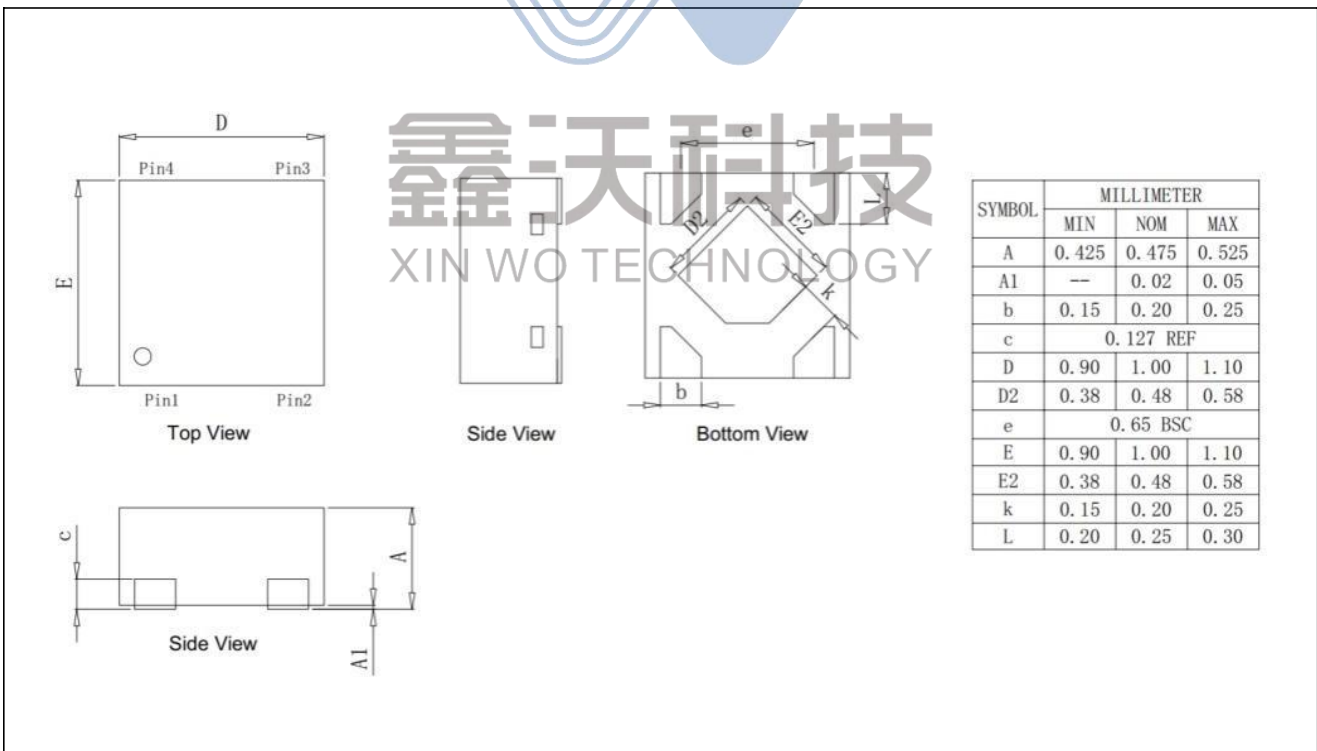 鑫沃科技
XIN WO TECHNOLOGY
D
Pin4 Pin3
E
Pin1 Pin2
Top View
Side View
e
L
D2 E2
k
b
Bottom View
c
A
A1
Side View
SYMBOL MILLIMETER
MIN NOM MAX
A 0.425 0.475 0.525
A1 -- 0.02 0.05
b 0.15 0.20 0.25
c 0.127 REF
D 0.90 1.00 1.10
D2 0.38 0.48 0.58
e 0.65 BSC
E 0.90 1.00 1.10
E2 0.38 0.48 0.58
k 0.15 0.20 0.25
L 0.20 0.25 0.30